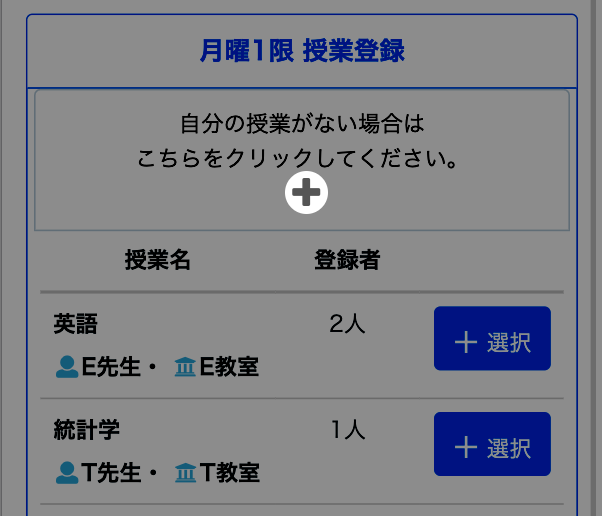 月曜1限 授業登録
自分の授業がない場合は
こちらをクリックしてください。
授業名 登録者
英語 2人
E先生・ E教室
＋ 選択
統計学 1人
T先生・ T教室
＋ 選択